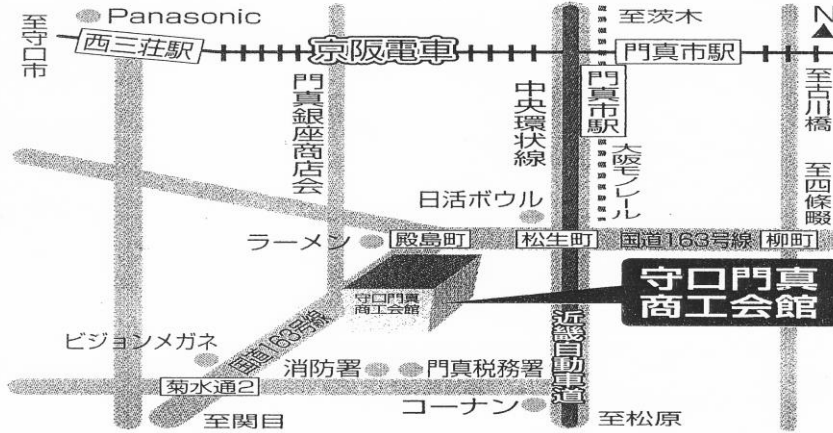 Panasonic
至茨木
N
至守口市
西三荘駅
京阪電車
門真市駅
門真銀座商店会
中央環状線
門真市駅
大阪モノレール
至古川橋
至四條畷
日活ボウル
ラーメン
殿島町
松生町
国道163号線
柳町
守口門真
商工会館
守口門真
商工会館
ビジョンメガネ
国道163号線
近畿自動車道
消防署
門真税務署
菊水通2
コーナン
至関目
至松原